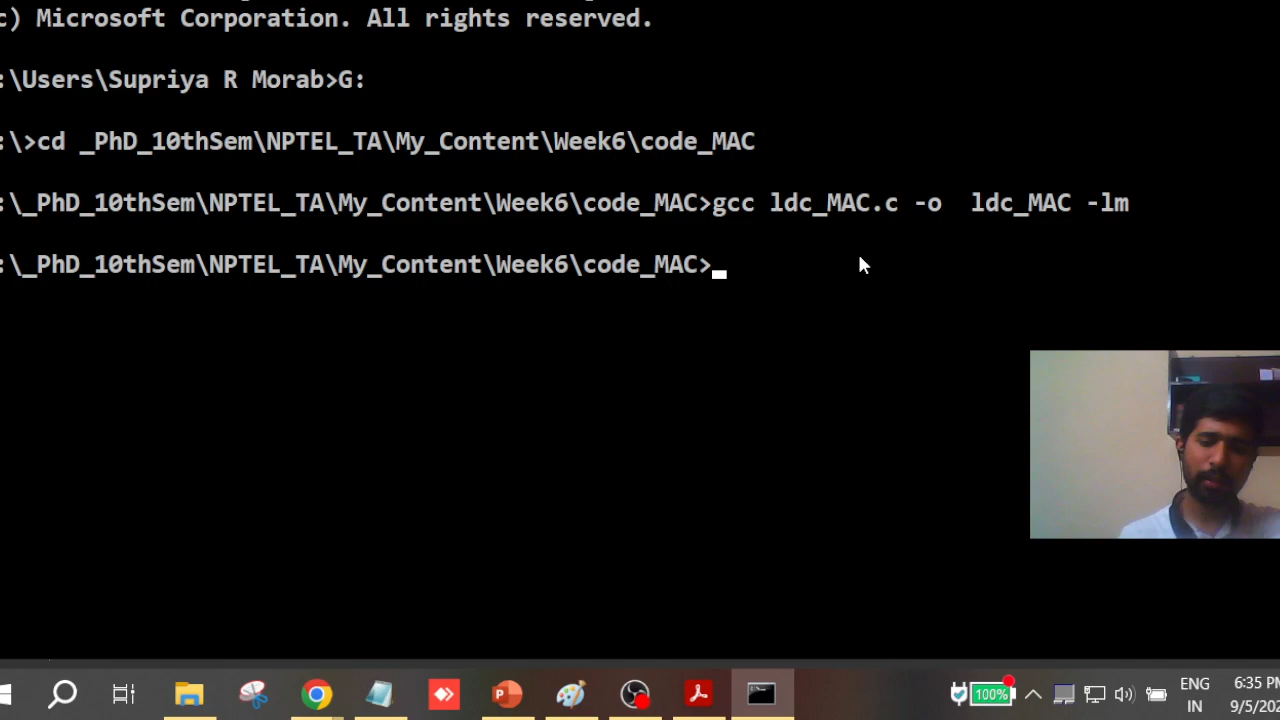 c) Microsoft Corporation. All rights reserved.
:\Users\Supriya R Morab>G:
:\>cd _PhD_10thSem\NPTEL_TA\My_Content\Week6\code_MAC
:\_PhD_10thSem\NPTEL_TA\My_Content\Week6\code_MAC>gcc ldc_MAC.c -o  ldc_MAC -lm
:\_PhD_10thSem\NPTEL_TA\My_Content\Week6\code_MAC>
100%
ENG
IN
6:35 PM
9/5/202